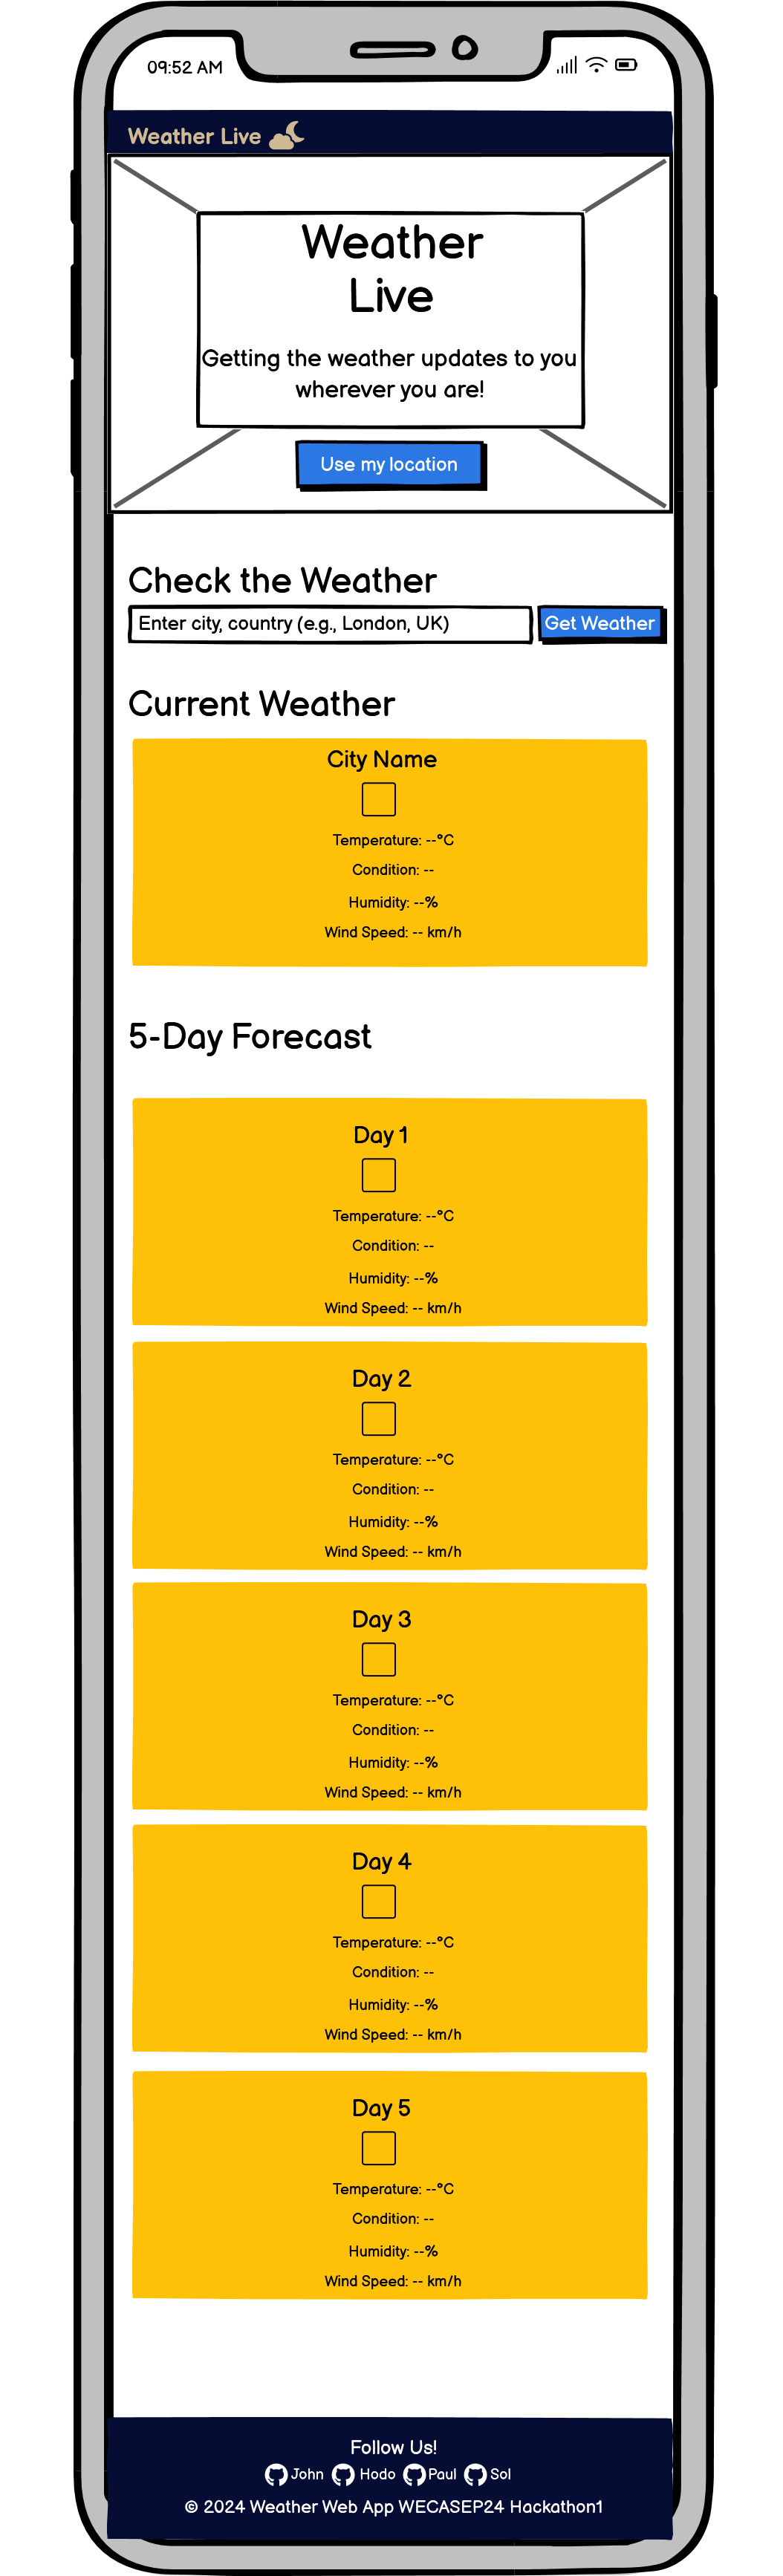 09:52 AM
Weather Live
Weather
Live
Getting the weather updates to you
wherever you are!
Use my location
Check the Weather
Enter city, country (e.g., London, UK)
Get Weather
Current Weather
City Name
Temperature: --°C
Condition: --
Humidity: --%
Wind Speed: -- km/h
5-Day Forecast
Day 1
Temperature: --°C
Condition: --
Humidity: --%
Wind Speed: -- km/h
Day 2
Temperature: --°C
Condition: --
Humidity: --%
Wind Speed: -- km/h
Day 3
Temperature: --°C
Condition: --
Humidity: --%
Wind Speed: -- km/h
Day 4
Temperature: --°C
Condition: --
Humidity: --%
Wind Speed: -- km/h
Day 5
Temperature: --°C
Condition: --
Humidity: --%
Wind Speed: -- km/h
Follow Us!
John Hodo Paul Sol
© 2024 Weather Web App WECASEP24 Hackathon1